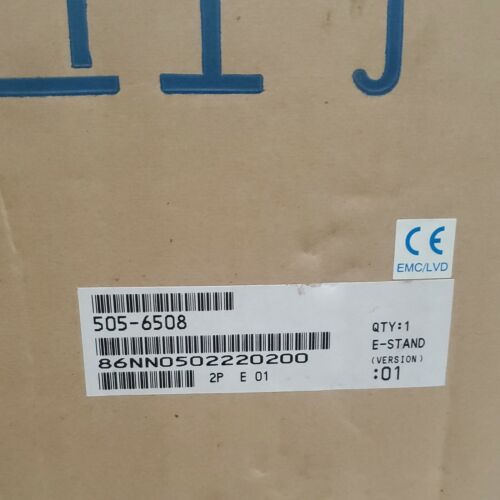 CE
EMC/LVD
505-6508
86NN0502220200
2P E 01
QTY:1
E-STAND
(VERSION)
:01